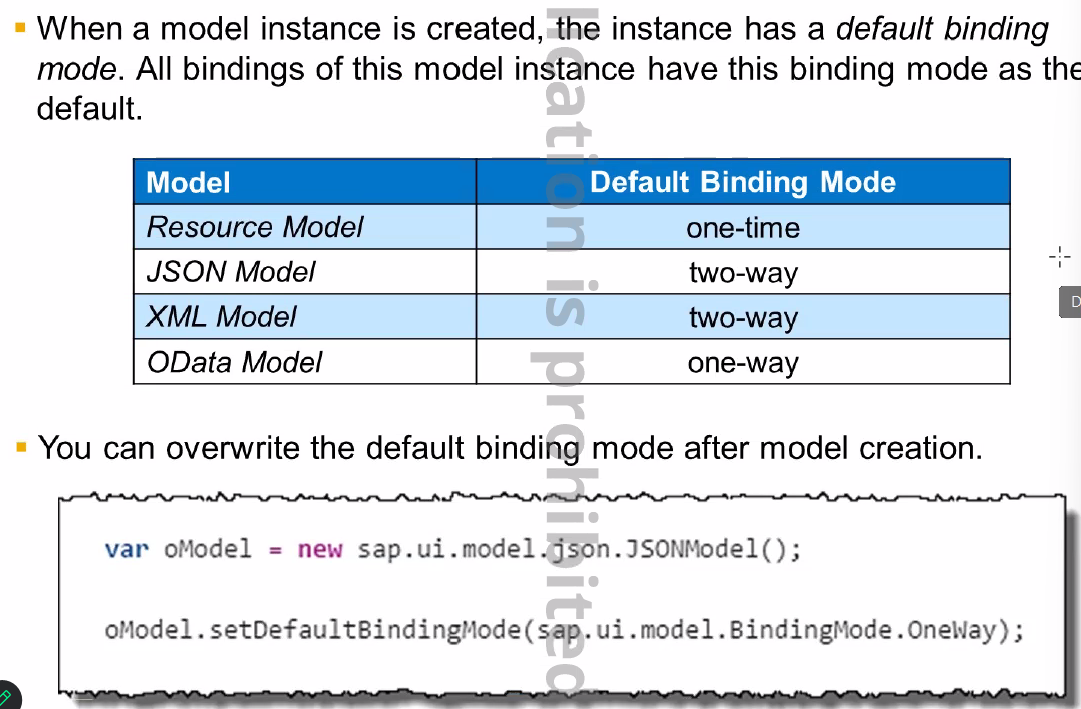 When a model instance is created, the instance has a default binding
mode. All bindings of this model instance have this binding mode as the
default.
Model Default Binding Mode
Resource Model one-time
JSON Model two-way
XML Model two-way
OData Model one-way
You can overwrite the default binding mode after model creation.
var oModel = new sap.ui.model.json.JSONModel();
oModel.setDefaultBindingMode(sap.ui.model.BindingMode.OneWay);
is prohibited
D